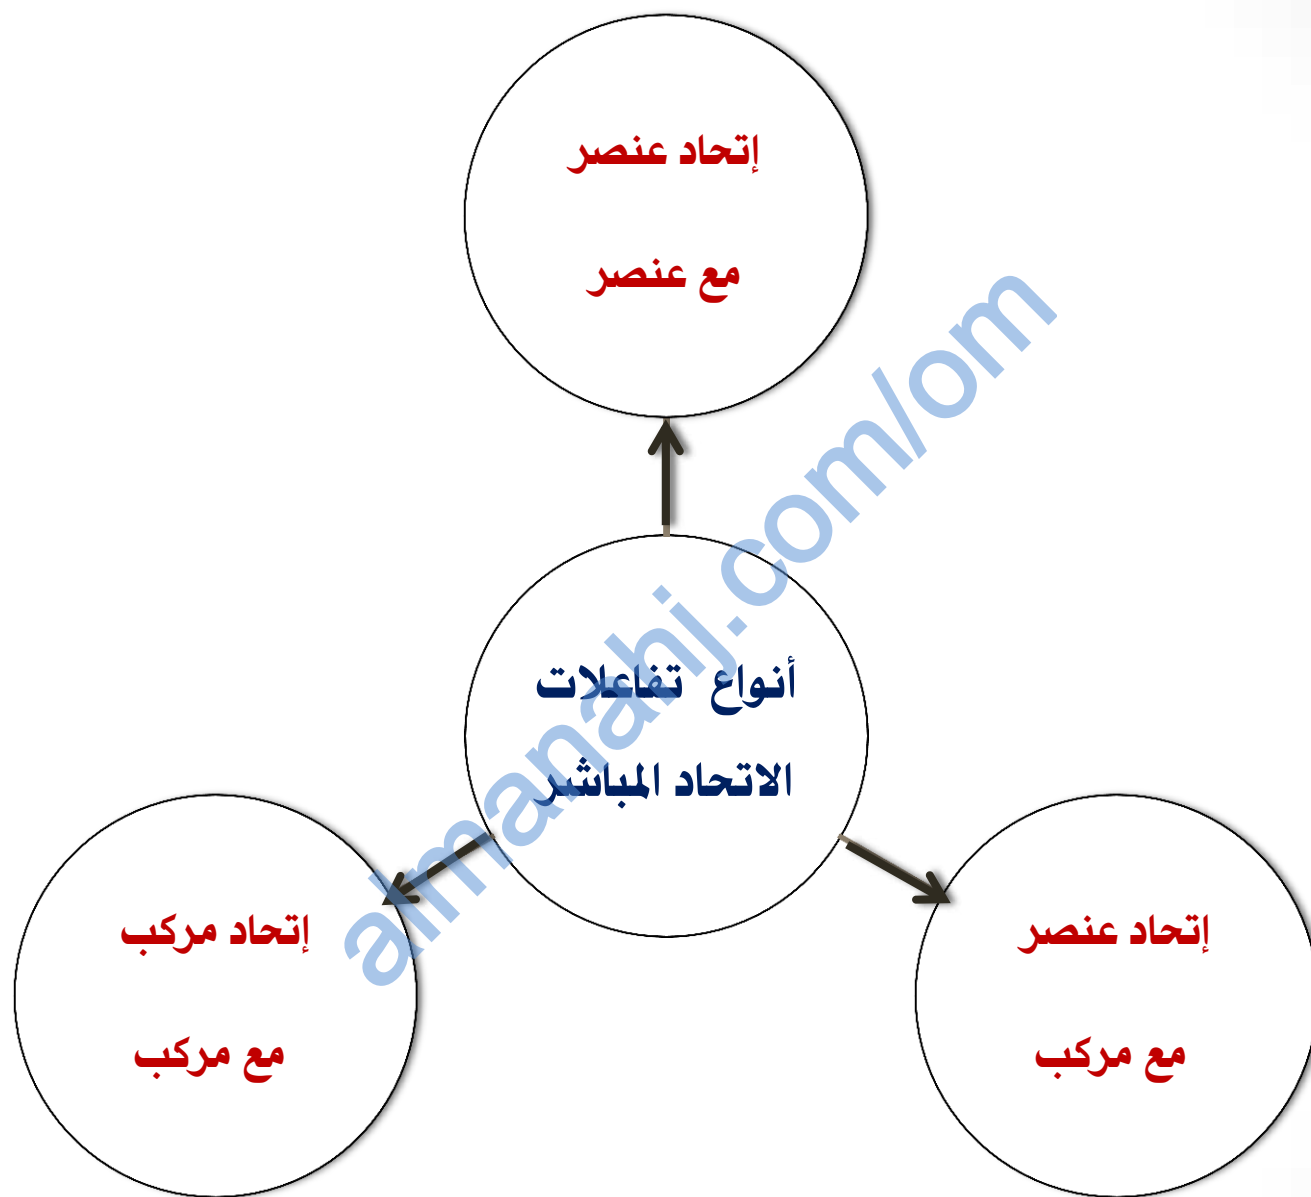 إتحاد عنصر
مع عنصر
أنواع تفاعلات
الاتحاد المباشر
إتحاد عنصر
مع مركب
إتحاد مركب
مع مركب
almanahj.com/om